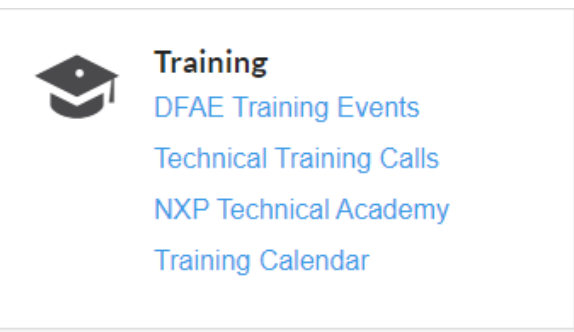 Training
DFAE Training Events
Technical Training Calls
NXP Technical Academy
Training Calendar